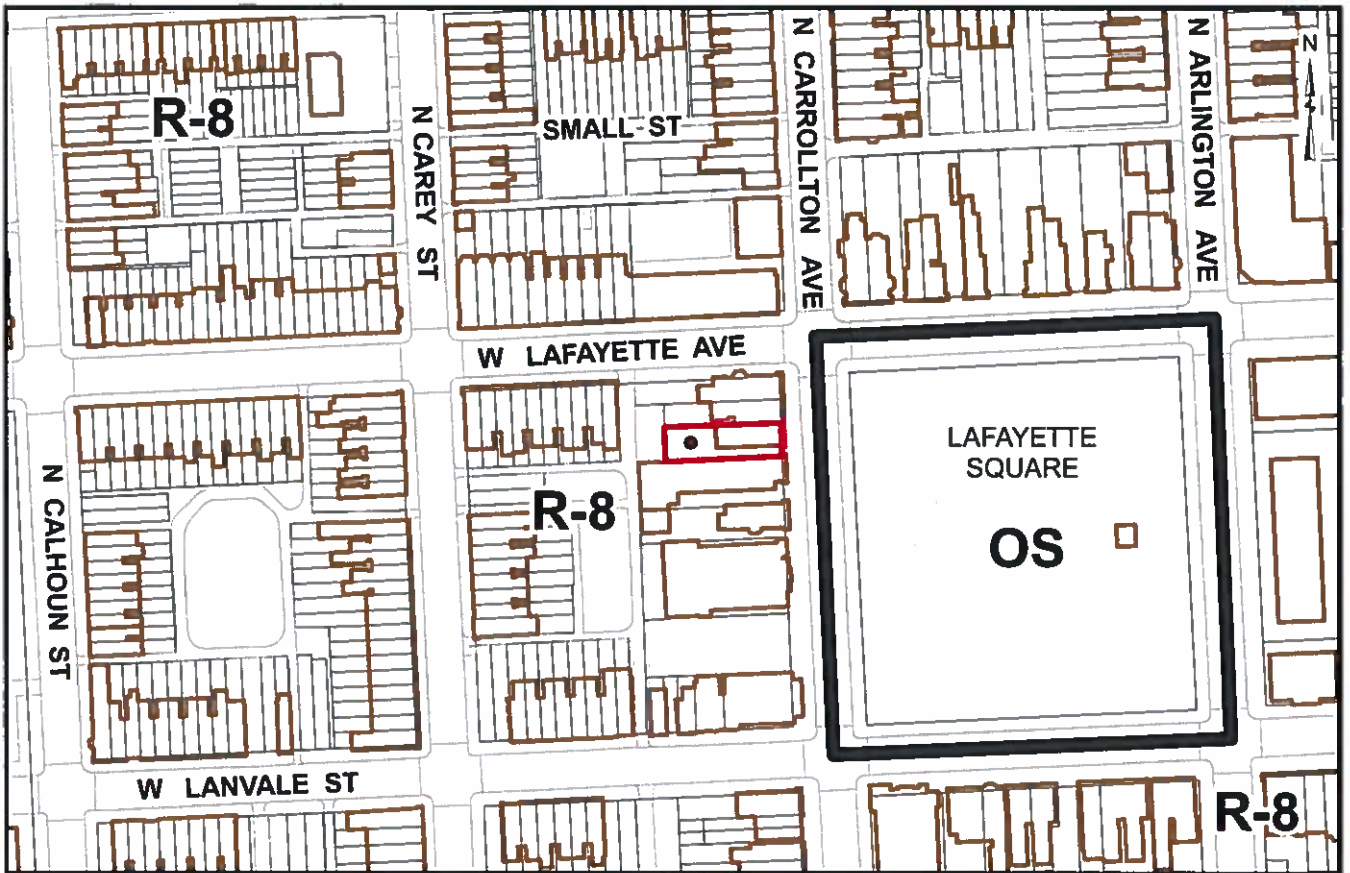 R-8
N CAREY ST
SMALL ST
N CARROLLTON AVE
N ARLINGTON AVE
N
W LAFAYETTE AVE
N CALHOUN ST
R-8
LAFAYETTE
SQUARE
OS
W LANVALE ST
R-8